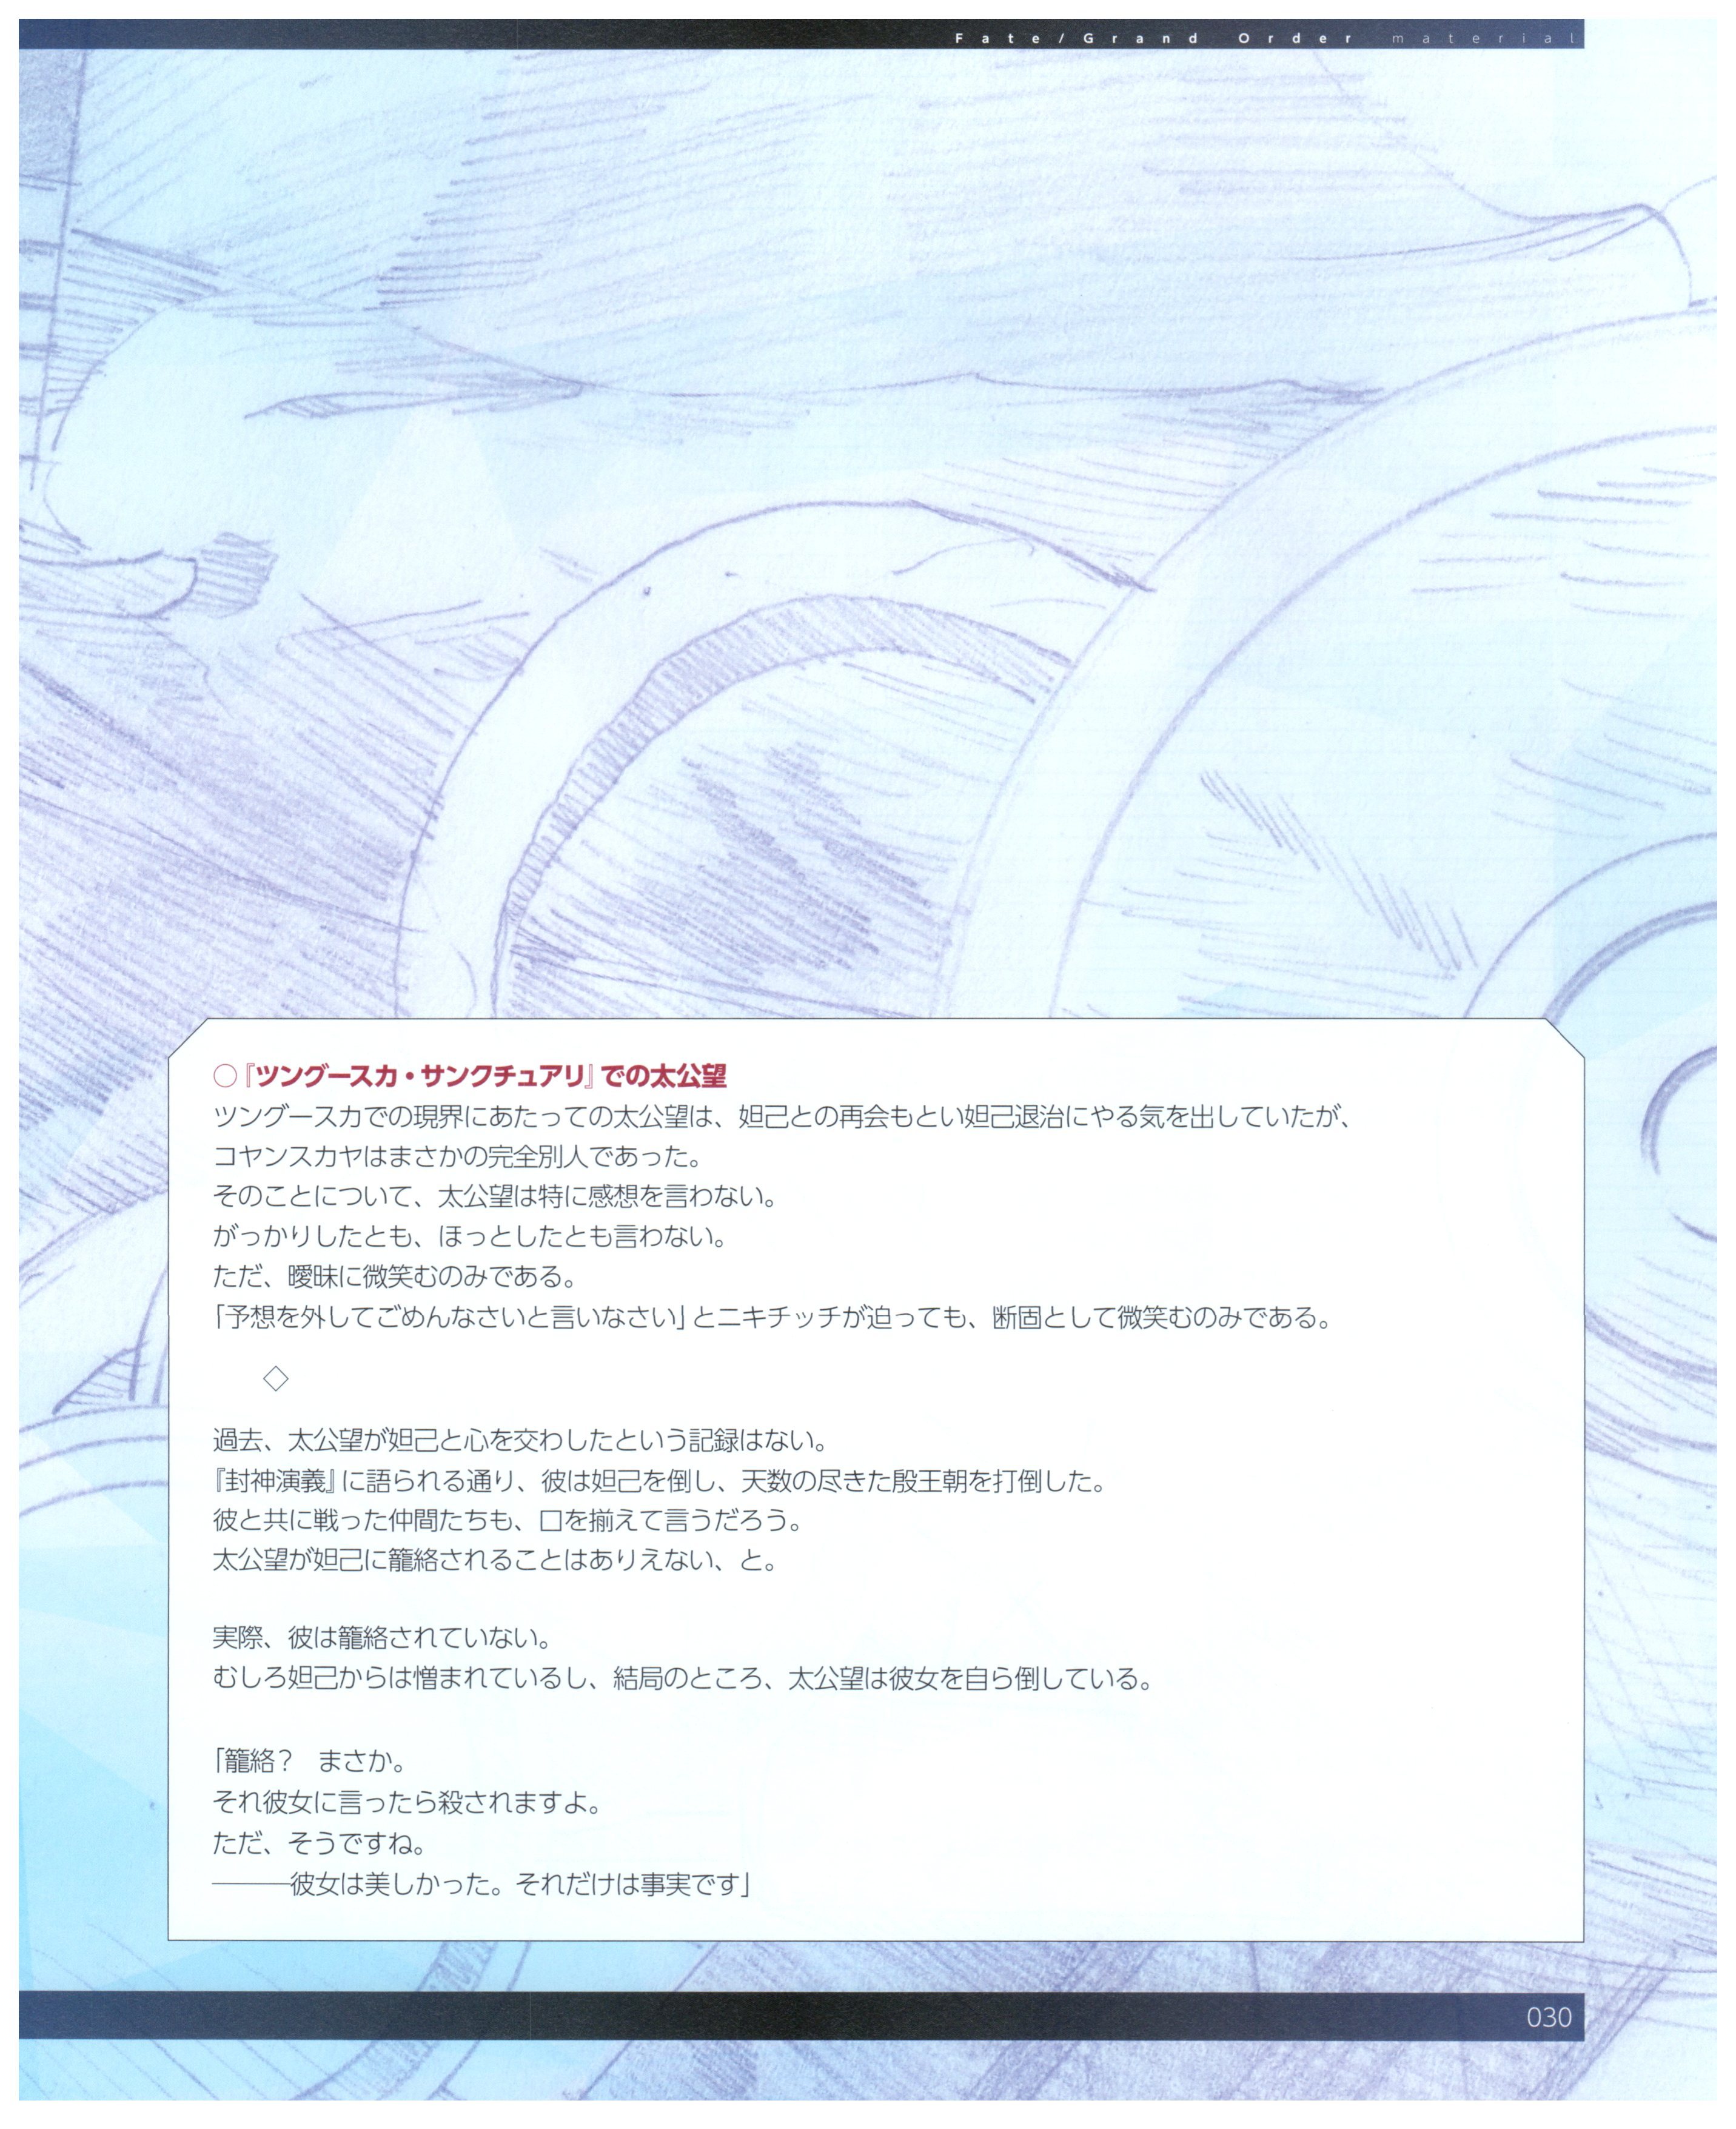 Fate/Grand Order material
○『ツングースカ・サンクチュアリ』での太公望
ツングースカでの現界にあたっての太公望は、妲己との再会もとい妲己退治にやる気を出していたが、
コヤンスカヤはまさかの完全別人であった。
そのことについて、太公望は特に感想を言わない。
がっかりしたとも、ほっとしたとも言わない。
ただ、曖昧に微笑むのみである。
「予想を外してごめんなさいと言いなさい」とニキチッチが迫っても、断固として微笑むのみである。
◇
過去、太公望が妲己と心を交わしたという記録はない。
『封神演義』に語られる通り、彼は妲己を倒し、天数の尽きた殷王朝を打倒した。
彼と共に戦った仲間たちも、口を揃えて言うだろう。
太公望が妲己に籠絡されることはありえない、と。
実際、彼は籠絡されていない。
むしろ妲己からは憎まれているし、結局のところ、太公望は彼女を自ら倒している。
「籠絡？　まさか。
それ彼女に言ったら殺されますよ。
ただ、そうですね。
―――彼女は美しかった。それだけは事実です」
030